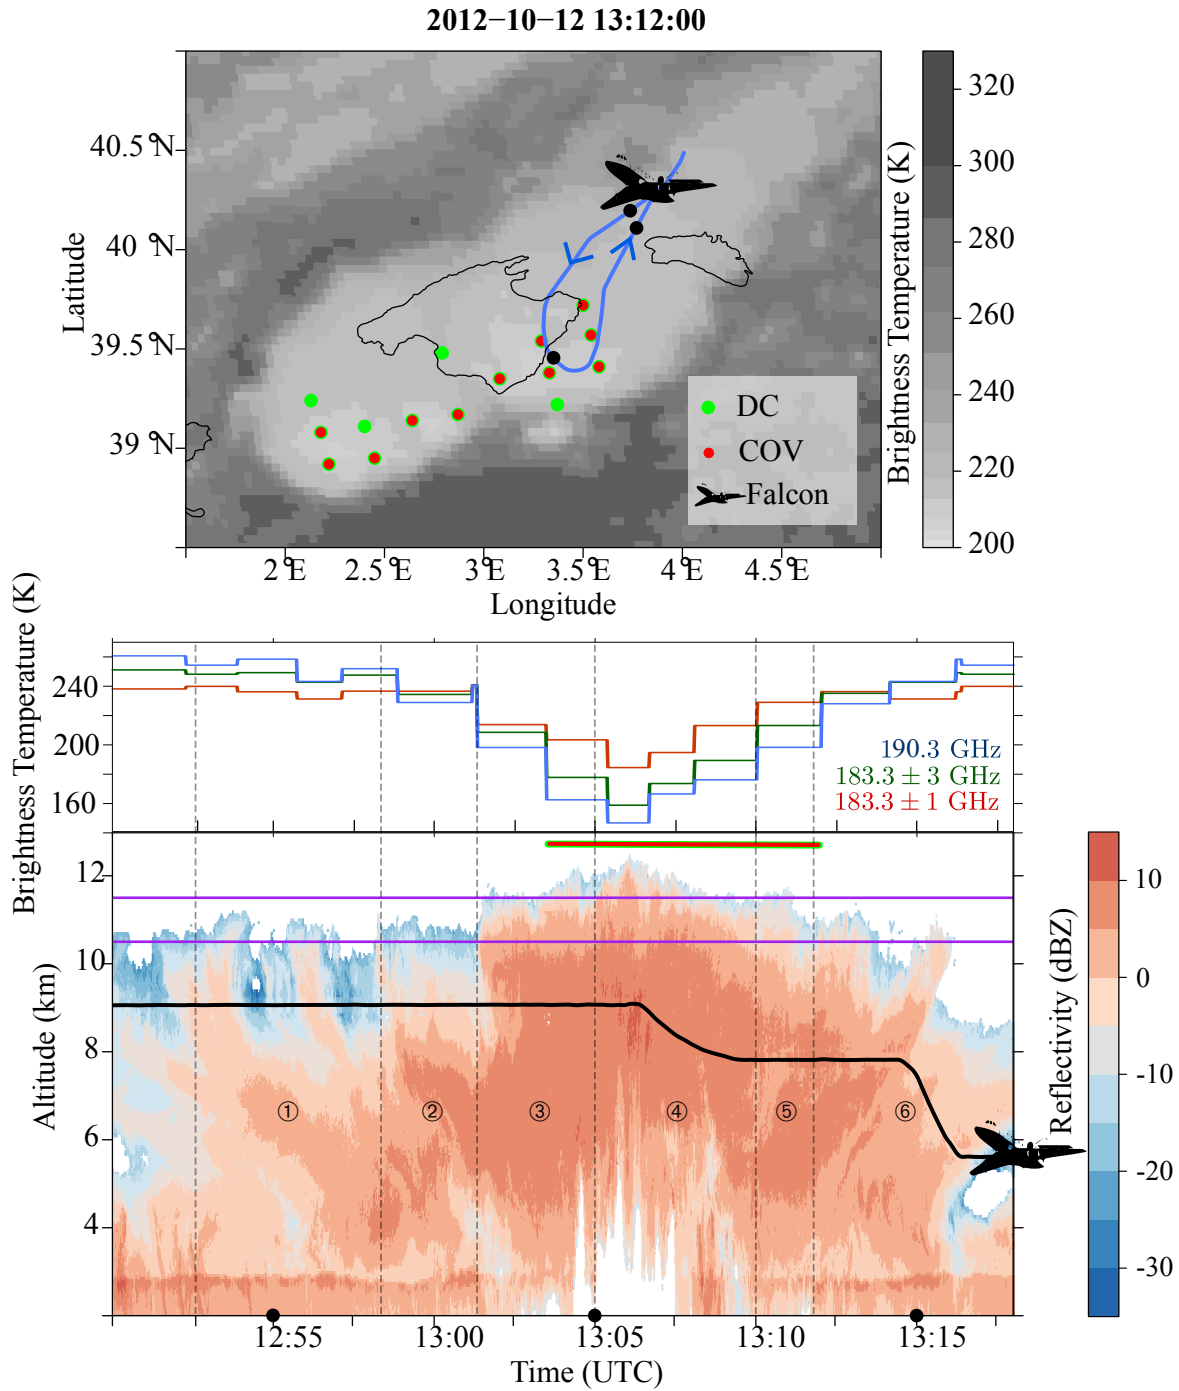 2012−10−12 13:12:00
40.5°N
40°N
39.5°N
39°N
Latitude
2°E
2.5°E
3°E
3.5°E
4°E
4.5°E
Longitude
DC
COV
Falcon
320
300
280
260
240
220
200
Brightness Temperature (K)
240
200
160
Brightness Temperature (K)
190.3 GHz
183.3 ± 3 GHz
183.3 ± 1 GHz
12
10
8
6
4
Altitude (km)
①
②
③
④
⑤
⑥
12:55
13:00
13:05
13:10
13:15
Time (UTC)
10
0
-10
-20
-30
Reflectivity (dBZ)